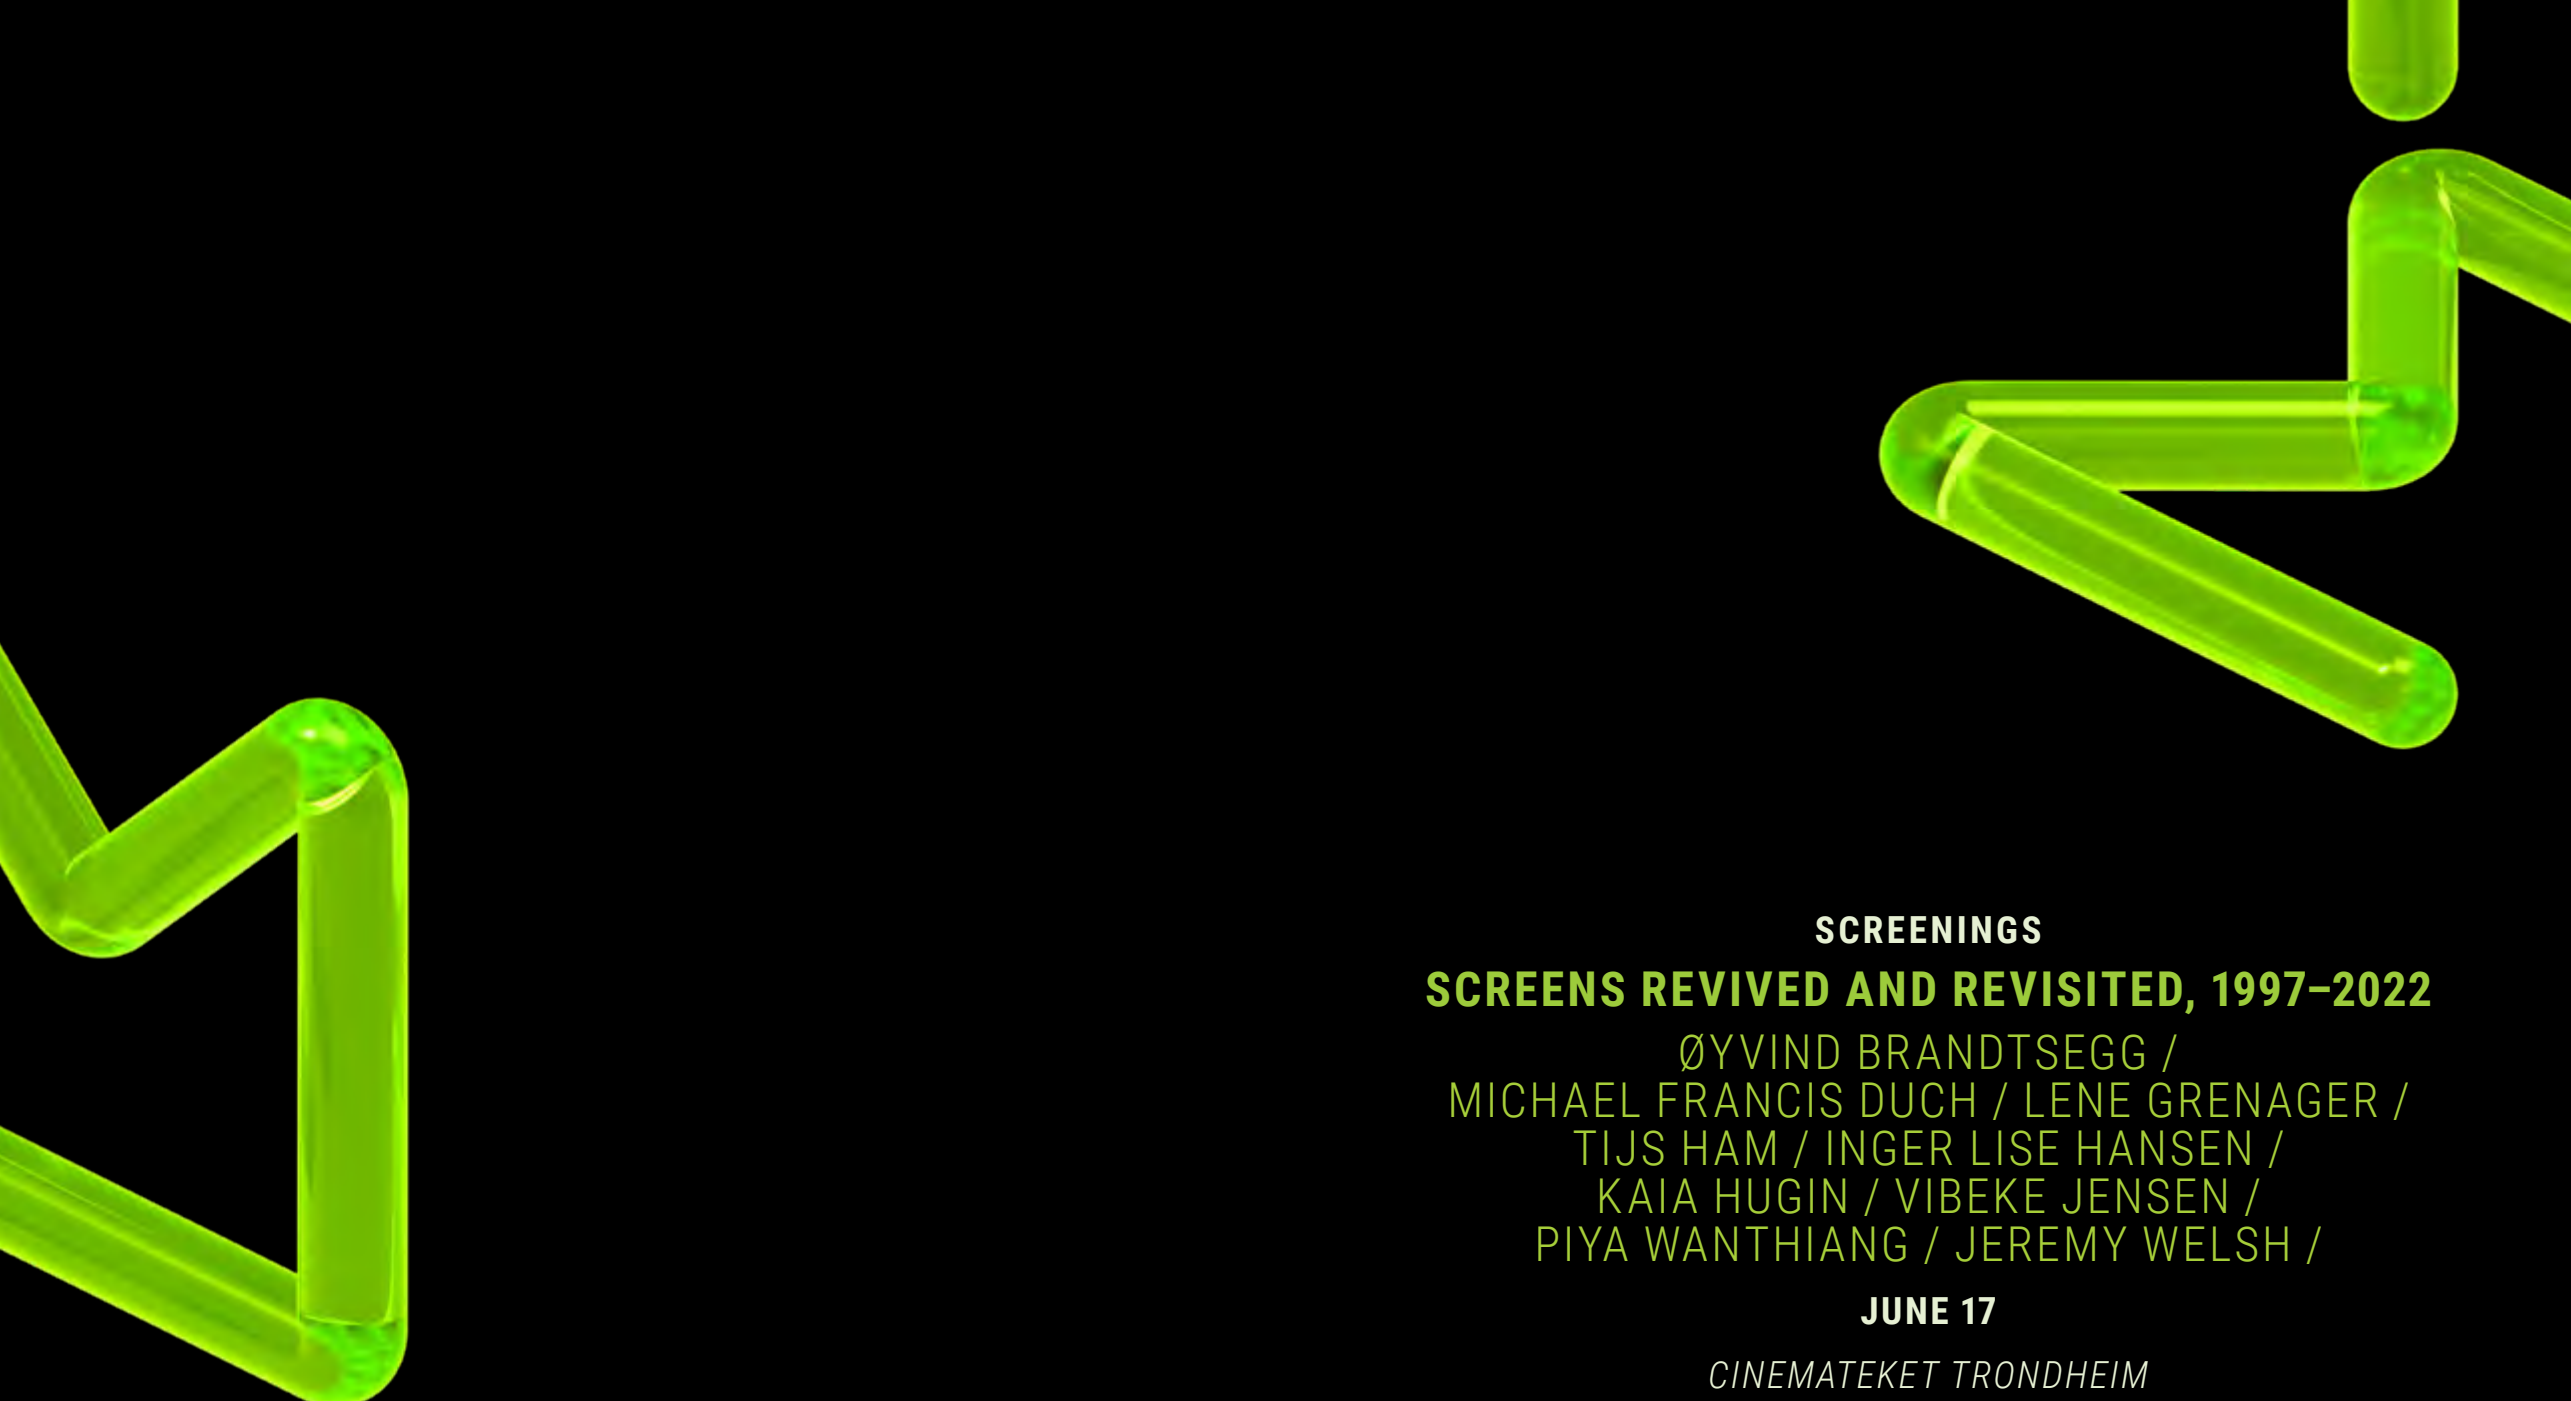 SCREENINGS
SCREENS REVIVED AND REVISITED, 1997–2022
ØYVIND BRANDTSEGG /
MICHAEL FRANCIS DUCH / LENE GRENAGER /
TIJS HAM / INGER LISE HANSEN /
KAIA HUGIN / VIBEKE JENSEN /
PIYA WANTHIANG / JEREMY WELSH /
JUNE 17
CINEMATEKET TRONDHEIM